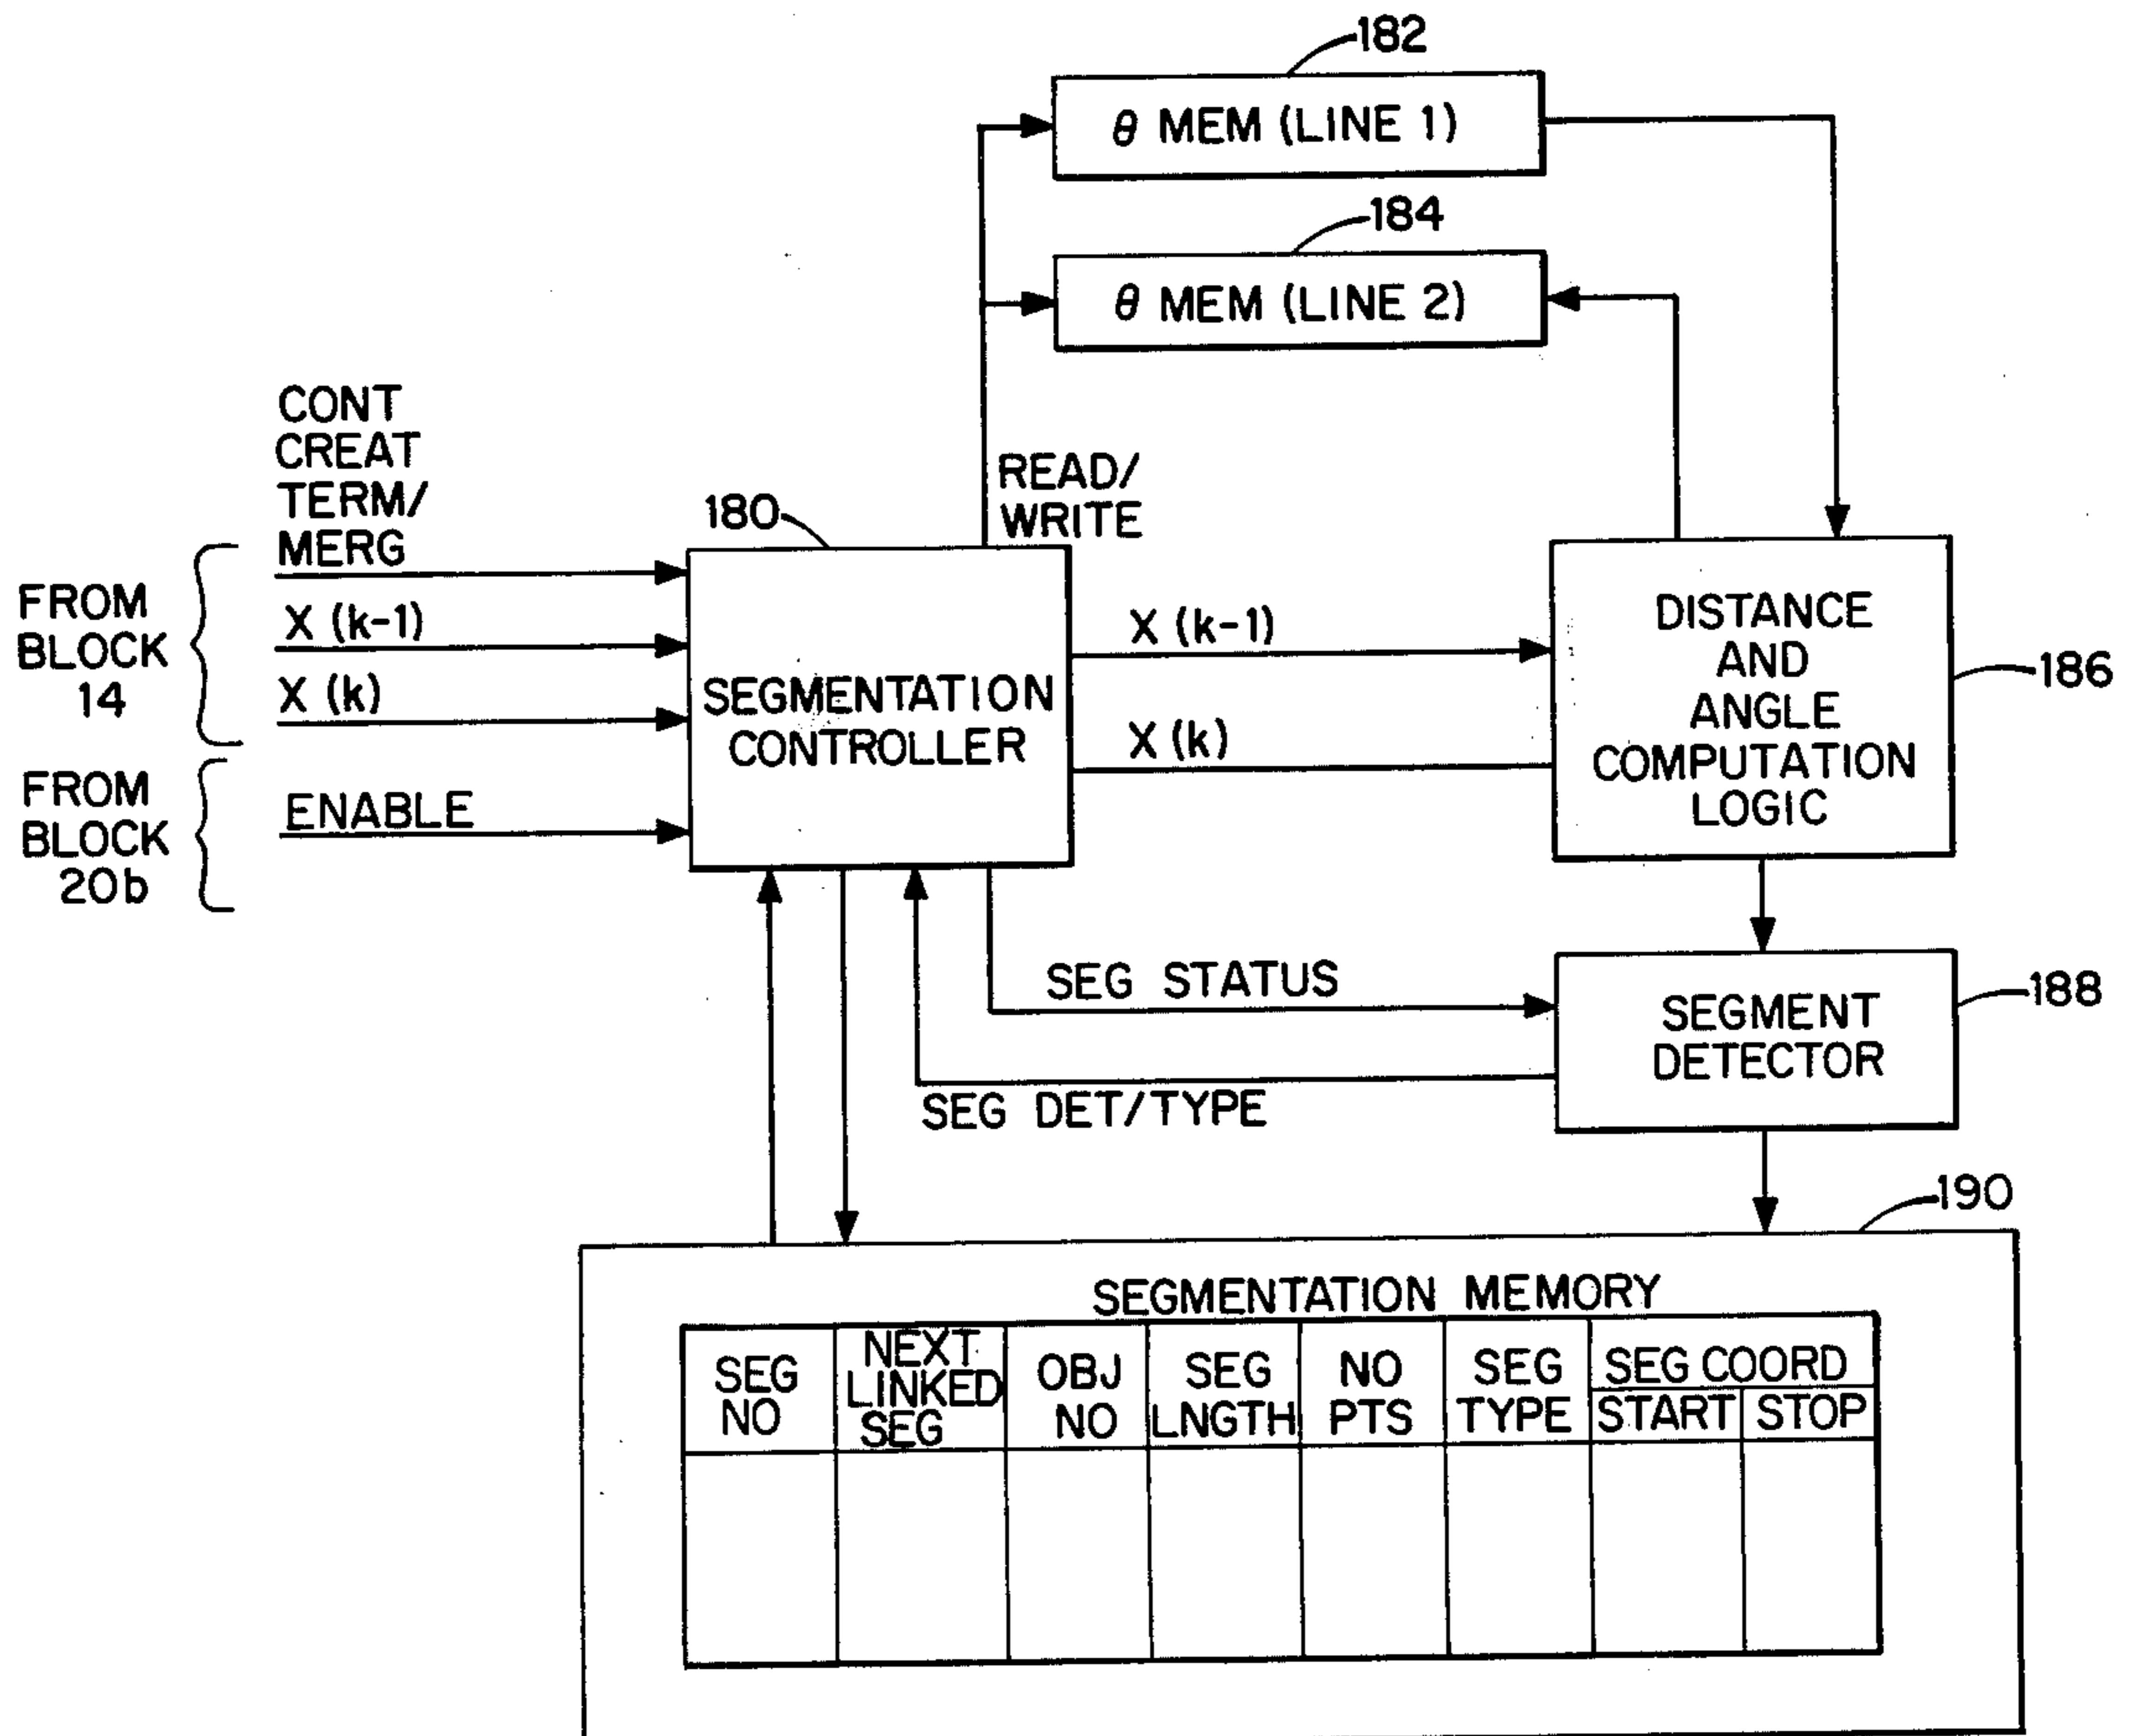 182
θ MEM (LINE 1)
184
θ MEM (LINE 2)
CONT
CREAT
TERM/
MERG
READ/
WRITE
180
FROM
BLOCK
14
X (k-1)
X (k)
SEGMENTATION
CONTROLLER
X (k-1)
X (k)
DISTANCE
AND
ANGLE
COMPUTATION
LOGIC
186
FROM
BLOCK
20b
ENABLE
SEG STATUS
SEGMENT
DETECTOR
188
SEG DET/TYPE
190
SEGMENTATION MEMORY
SEG
NO
NEXT
LINKED
SEG
OBJ
NO
SEG
LNGTH
NO
PTS
SEG
TYPE
SEG COORD
START
STOP